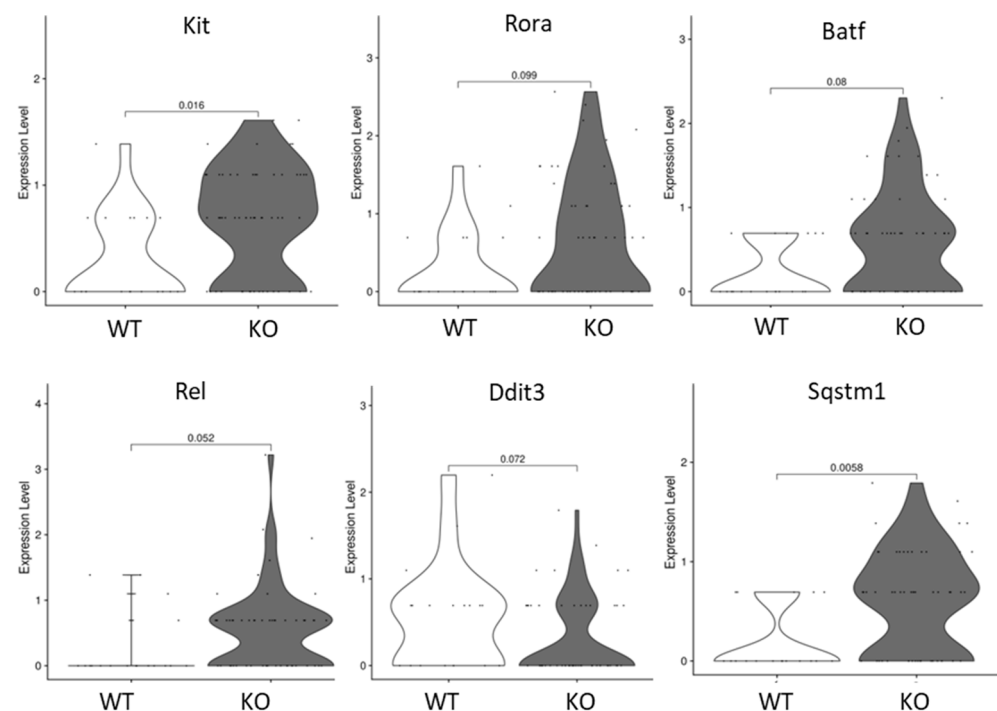 Kit
Rora
Batf
3
3
2
0.016
0.099
0.08
2
2
1
1
1
0
0
0
Expression Level
Expression Level
Expression Level
WT KO
WT KO
WT KO
Rel
Ddit3
Sqstm1
4
3
2
1
0
0.052
3
2
1
0
0.072
2
1
0
0.0058
Expression Level
Expression Level
Expression Level
WT KO
WT KO
WT KO